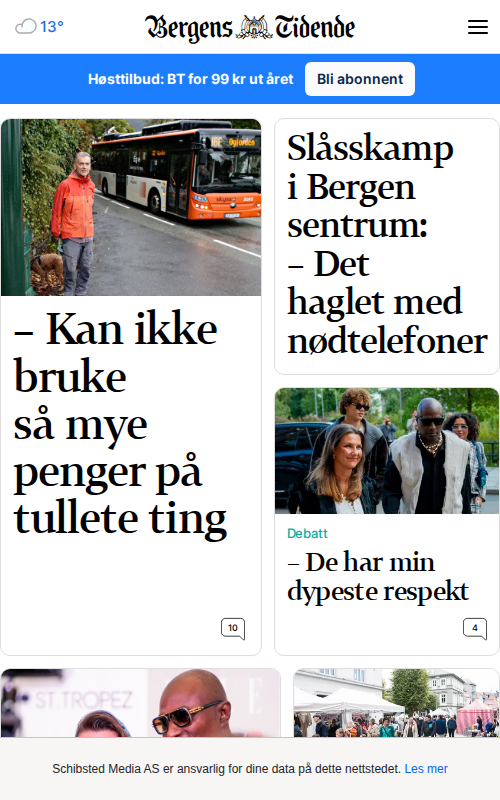 13°
Bergens Tidende
Høsttilbud: BT for 99 kr ut året
Bli abonnent
– Kan ikke
bruke
så mye
penger på
tullete ting
10
Slåsskamp
i Bergen
sentrum:
– Det
haglet med
nødtelefoner
Debatt
– De har min
dypeste respekt
4
ST.TROPEZ
Schibsted Media AS er ansvarlig for dine data på dette nettstedet. Les mer